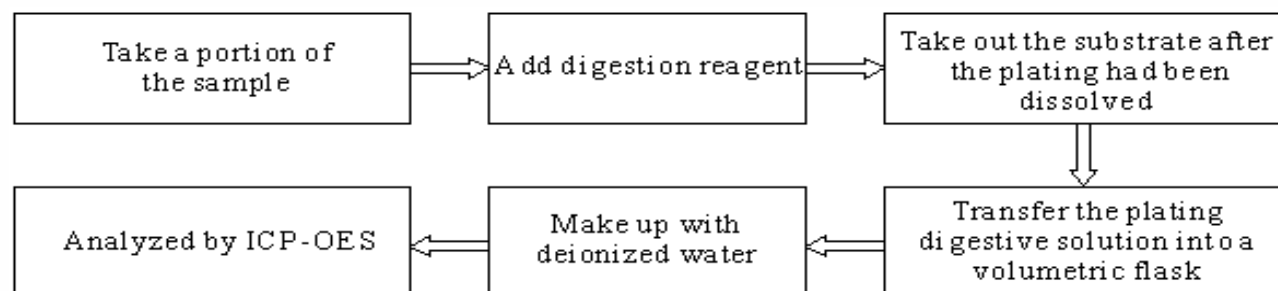 Take a portion of
the sample
Add digestion reagent
Take out the substrate after
the plating had been
dissolved
Transfer the plating
digestive solution into a
volumetric flask
Make up with
deionized water
Analyzed by ICP-OES